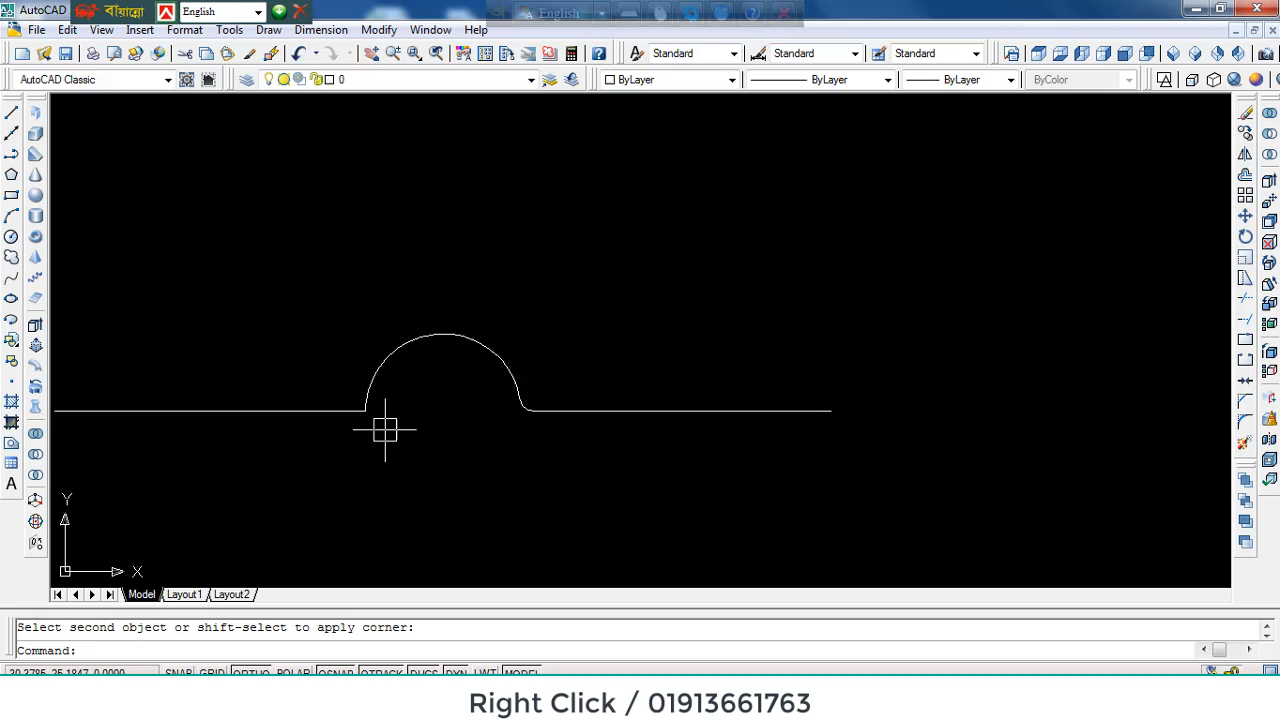 AutoCAD বায়ান্নো English
English
File Edit View Insert Format Tools Draw Dimension Modify Window Help
Standard Standard Standard
AutoCAD Classic 0 ByLayer ByLayer ByLayer ByColor
A
Y
X
Model Layout1 Layout2
Select second object or shift-select to apply corner:
Command:
SNAP GRID ORTHO POLAR OSNAP OTRACK DUCS DYN LWT MODEL
Right Click / 01913661763